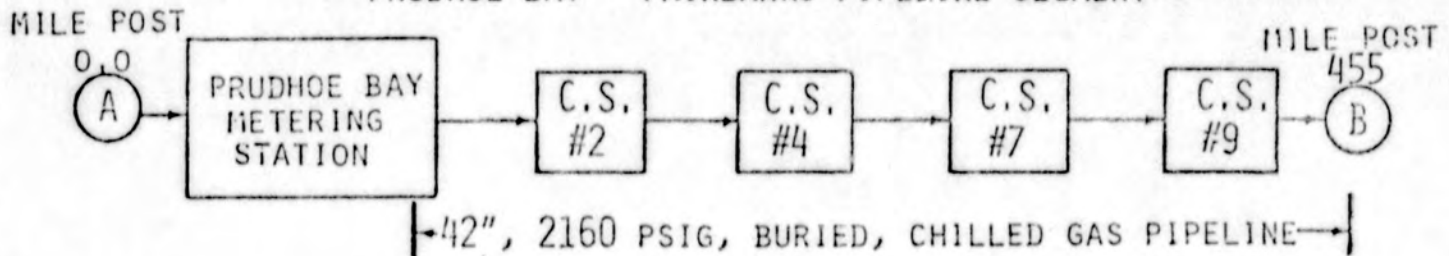 MILE POST
0.0
A
PRUDHOE BAY
METERING
STATION
C.S.
#2
C.S.
#4
C.S.
#7
C.S.
#9
MILE POST
455
B
42", 2160 PSIG, BURIED, CHILLED GAS PIPELINE